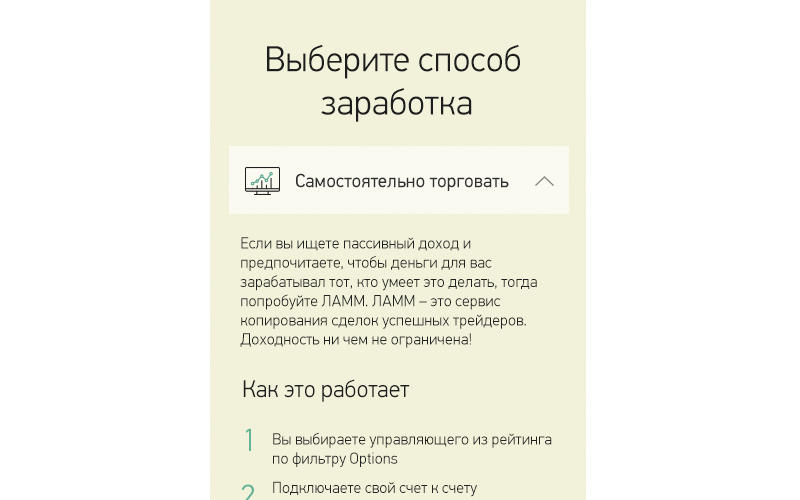 Выберите способ
заработка
Самостоятельно торговать
Если вы ищете пассивный доход и
предпочитаете, чтобы деньги для вас
зарабатывал тот, кто умеет это делать, тогда
попробуйте ЛАММ. ЛАММ – это сервис
копирования сделок успешных трейдеров.
Доходность ни чем не ограничена!
Как это работает
1 Вы выбираете управляющего из рейтинга
по фильтру Options
2 Подключаете свой счет к счету